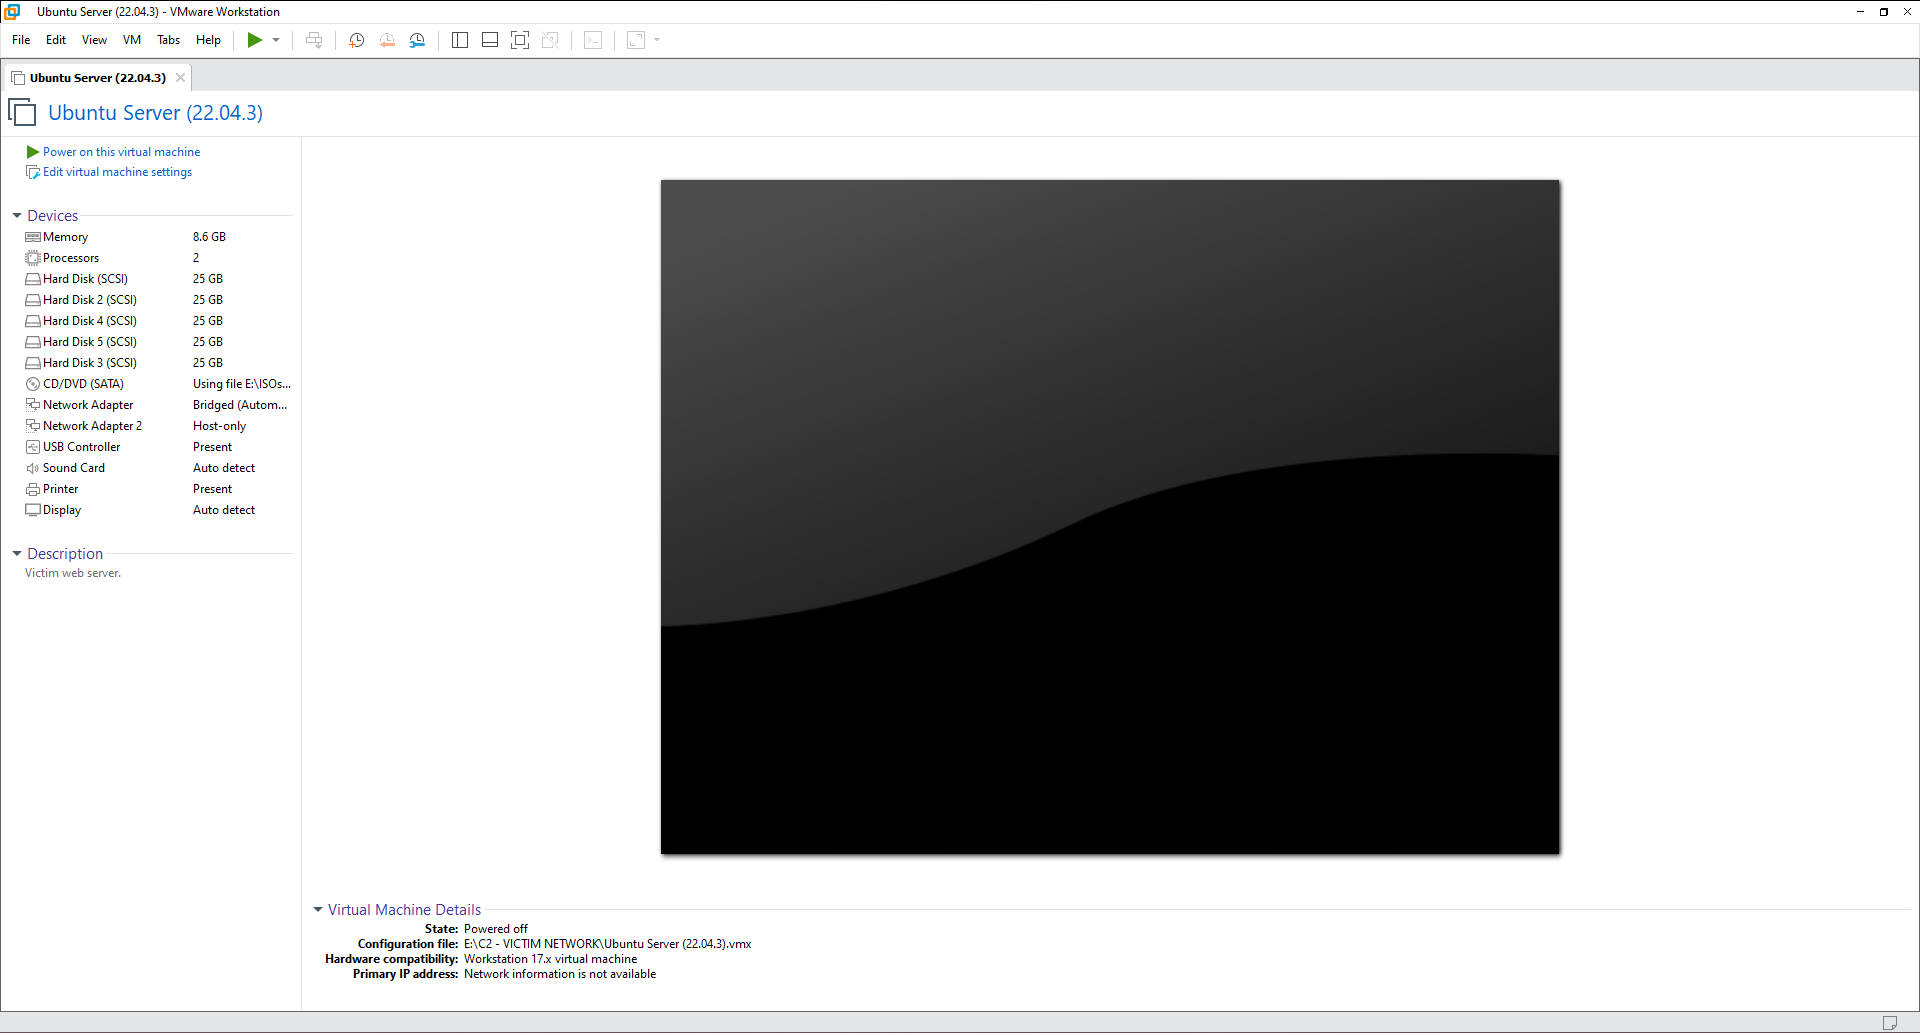 Ubuntu Server (22.04.3) - VMware Workstation
File Edit View VM Tabs Help
Ubuntu Server (22.04.3)
Ubuntu Server (22.04.3)
Power on this virtual machine
Edit virtual machine settings
Devices
Memory 8.6 GB
Processors 2
Hard Disk (SCSI) 25 GB
Hard Disk 2 (SCSI) 25 GB
Hard Disk 4 (SCSI) 25 GB
Hard Disk 5 (SCSI) 25 GB
Hard Disk 3 (SCSI) 25 GB
CD/DVD (SATA) Using file E:\ISOs...
Network Adapter Bridged (Autom...
Network Adapter 2 Host-only
USB Controller Present
Sound Card Auto detect
Printer Present
Display Auto detect
Description
Victim web server.
Virtual Machine Details
State: Powered off
Configuration file: E:\C2 - VICTIM NETWORK\Ubuntu Server (22.04.3).vmx
Hardware compatibility: Workstation 17.x virtual machine
Primary IP address: Network information is not available